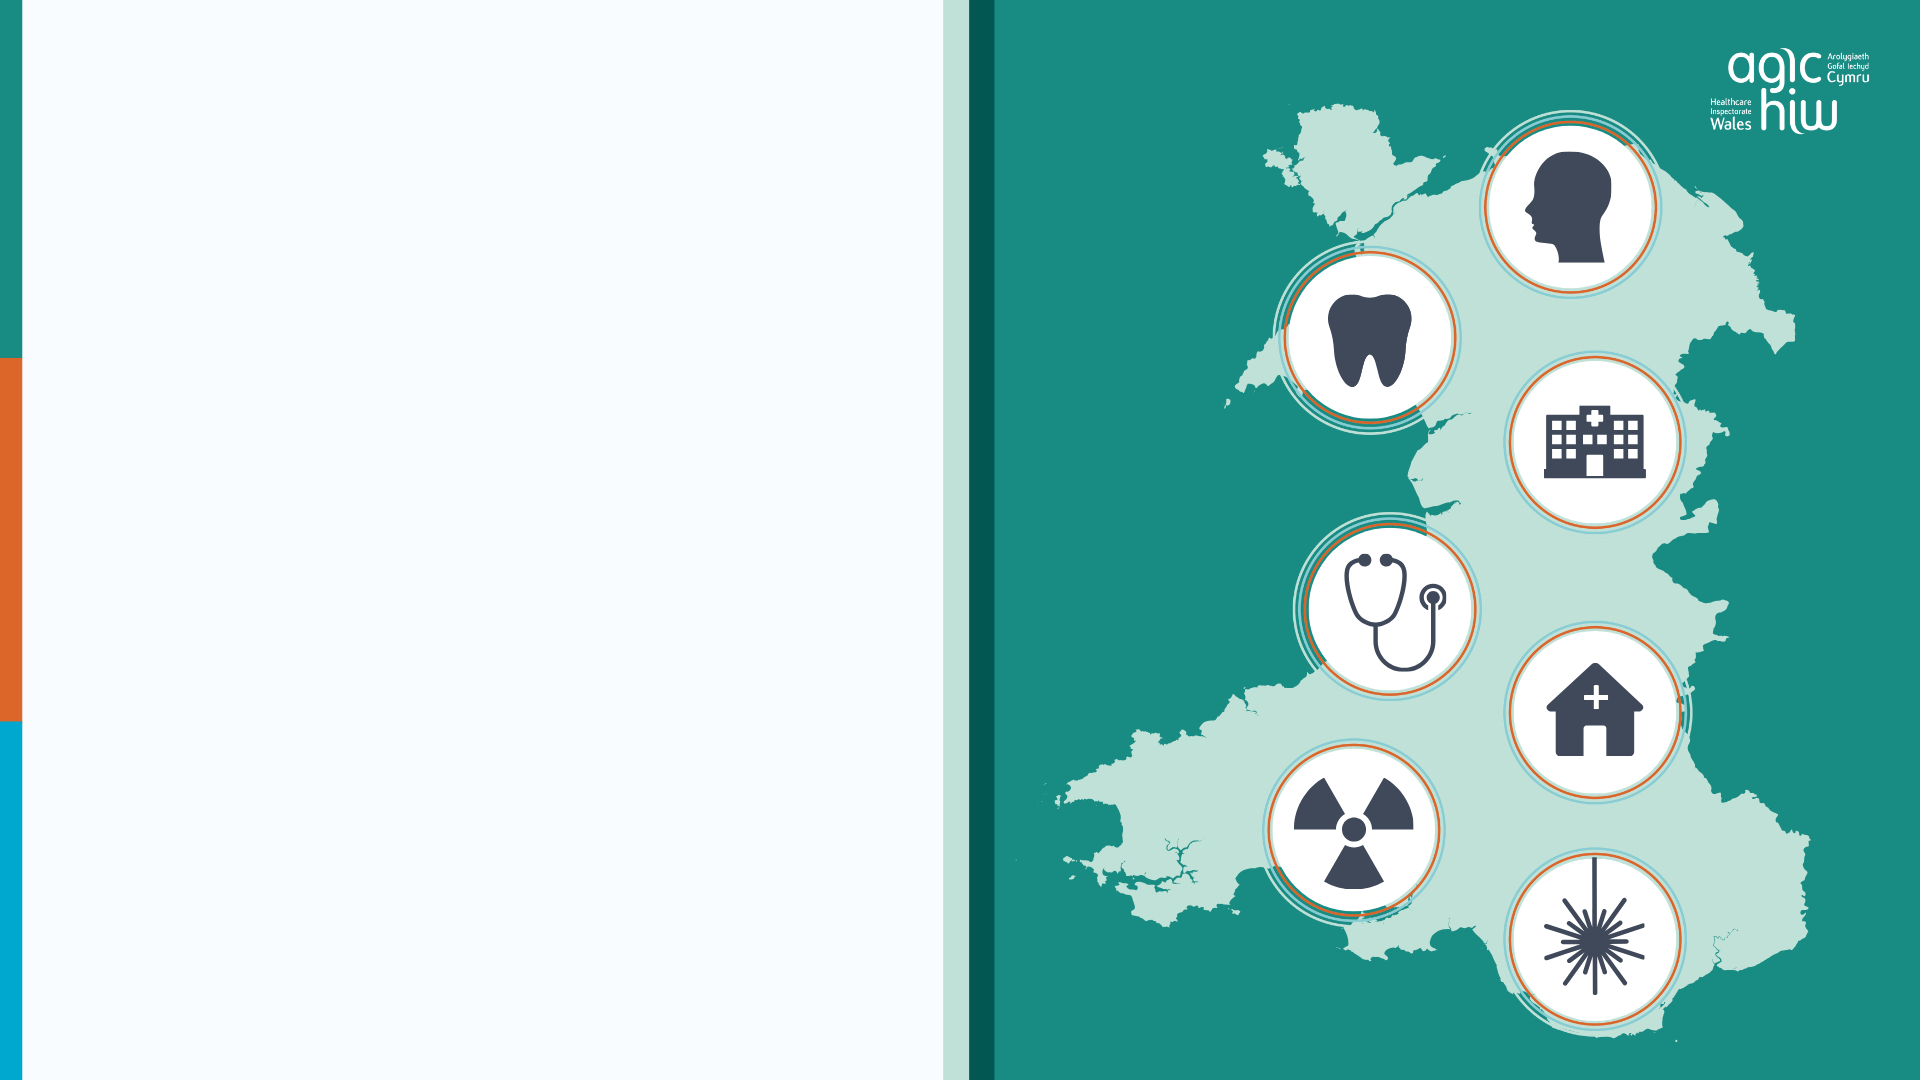 agic
Arolygiaeth
Gofal Iechyd
Cymru
Healthcare
Inspectorate
Wales
hiw